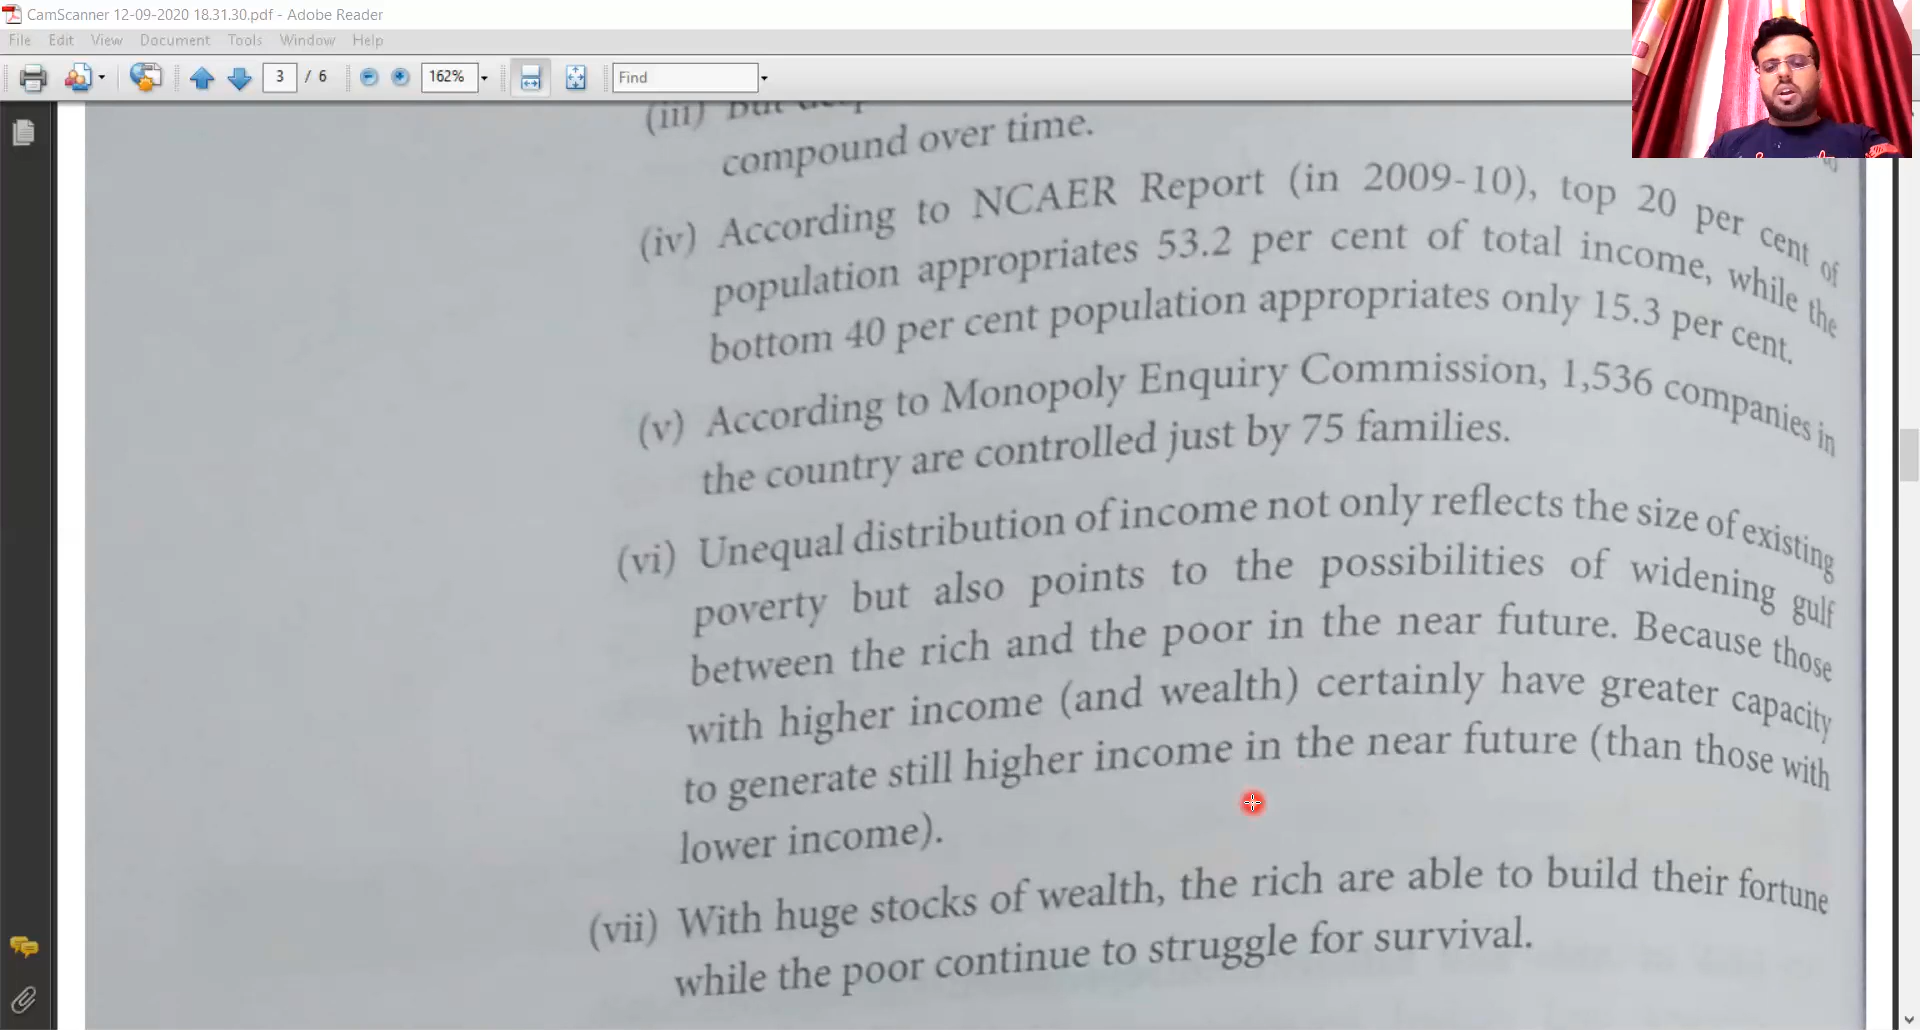 CamScanner 12-09-2020 18.31.30.pdf - Adobe Reader
File Edit View Document Tools Window Help
3 / 6 162% Find
(iii) But
compound over time.
(iv) According to NCAER Report (in 2009-10), top 20 per cent of
population appropriates 53.2 per cent of total income, while the
bottom 40 per cent population appropriates only 15.3 per cent.
(v) According to Monopoly Enquiry Commission, 1,536 companies in
the country are controlled just by 75 families.
(vi) Unequal distribution of income not only reflects the size of existing
poverty but also points to the possibilities of widening gulf
between the rich and the poor in the near future. Because those
with higher income (and wealth) certainly have greater capacity
to generate still higher income in the near future (than those with
lower income).
(vii) With huge stocks of wealth, the rich are able to build their fortune
while the poor continue to struggle for survival.